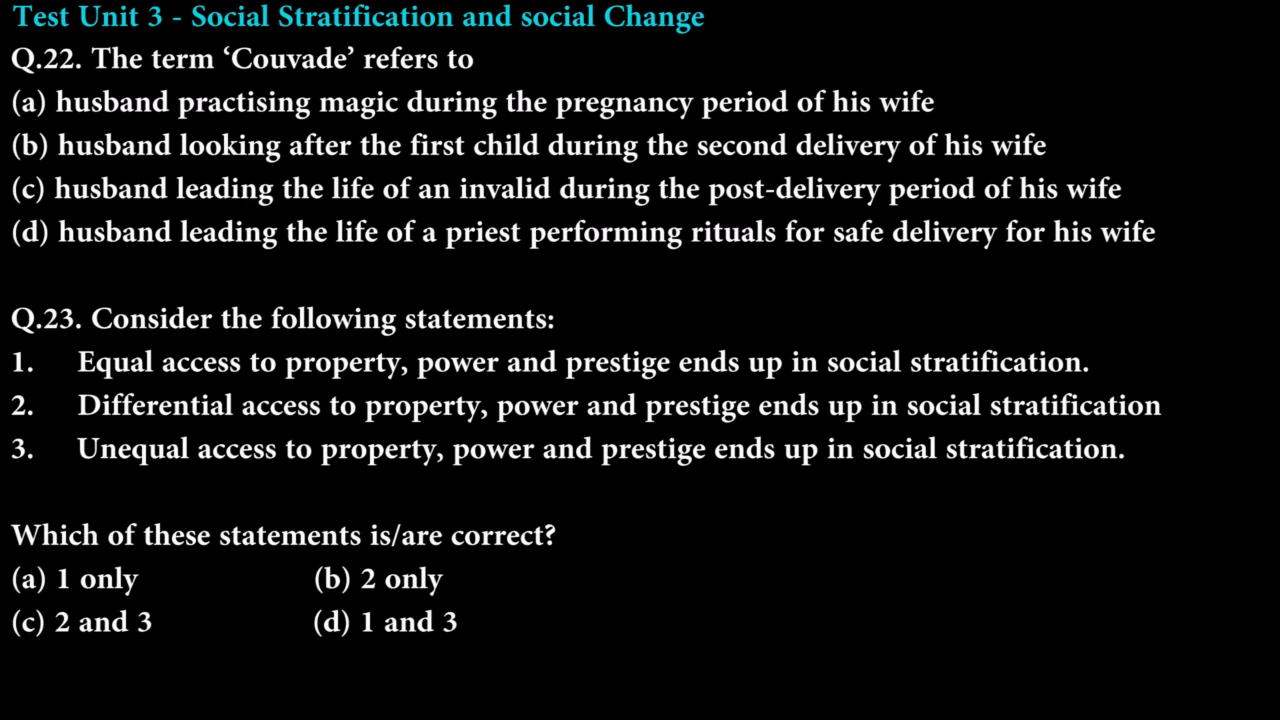 Test Unit 3 - Social Stratification and social Change
Q.22. The term ‘Couvade’ refers to
(a) husband practising magic during the pregnancy period of his wife
(b) husband looking after the first child during the second delivery of his wife
(c) husband leading the life of an invalid during the post-delivery period of his wife
(d) husband leading the life of a priest performing rituals for safe delivery for his wife
Q.23. Consider the following statements:
1. Equal access to property, power and prestige ends up in social stratification.
2. Differential access to property, power and prestige ends up in social stratification
3. Unequal access to property, power and prestige ends up in social stratification.
Which of these statements is/are correct?
(a) 1 only (b) 2 only
(c) 2 and 3 (d) 1 and 3